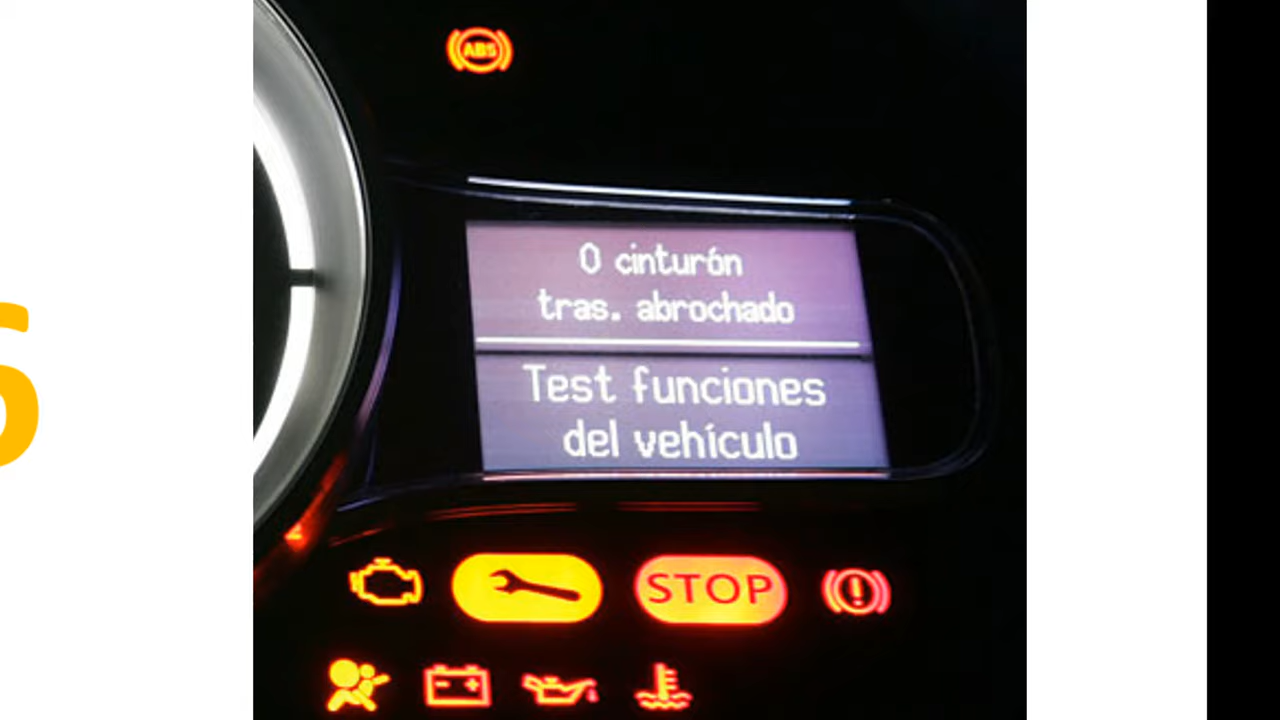 ABS
0 cinturón
tras. abrochado
Test funciones
del vehículo
STOP